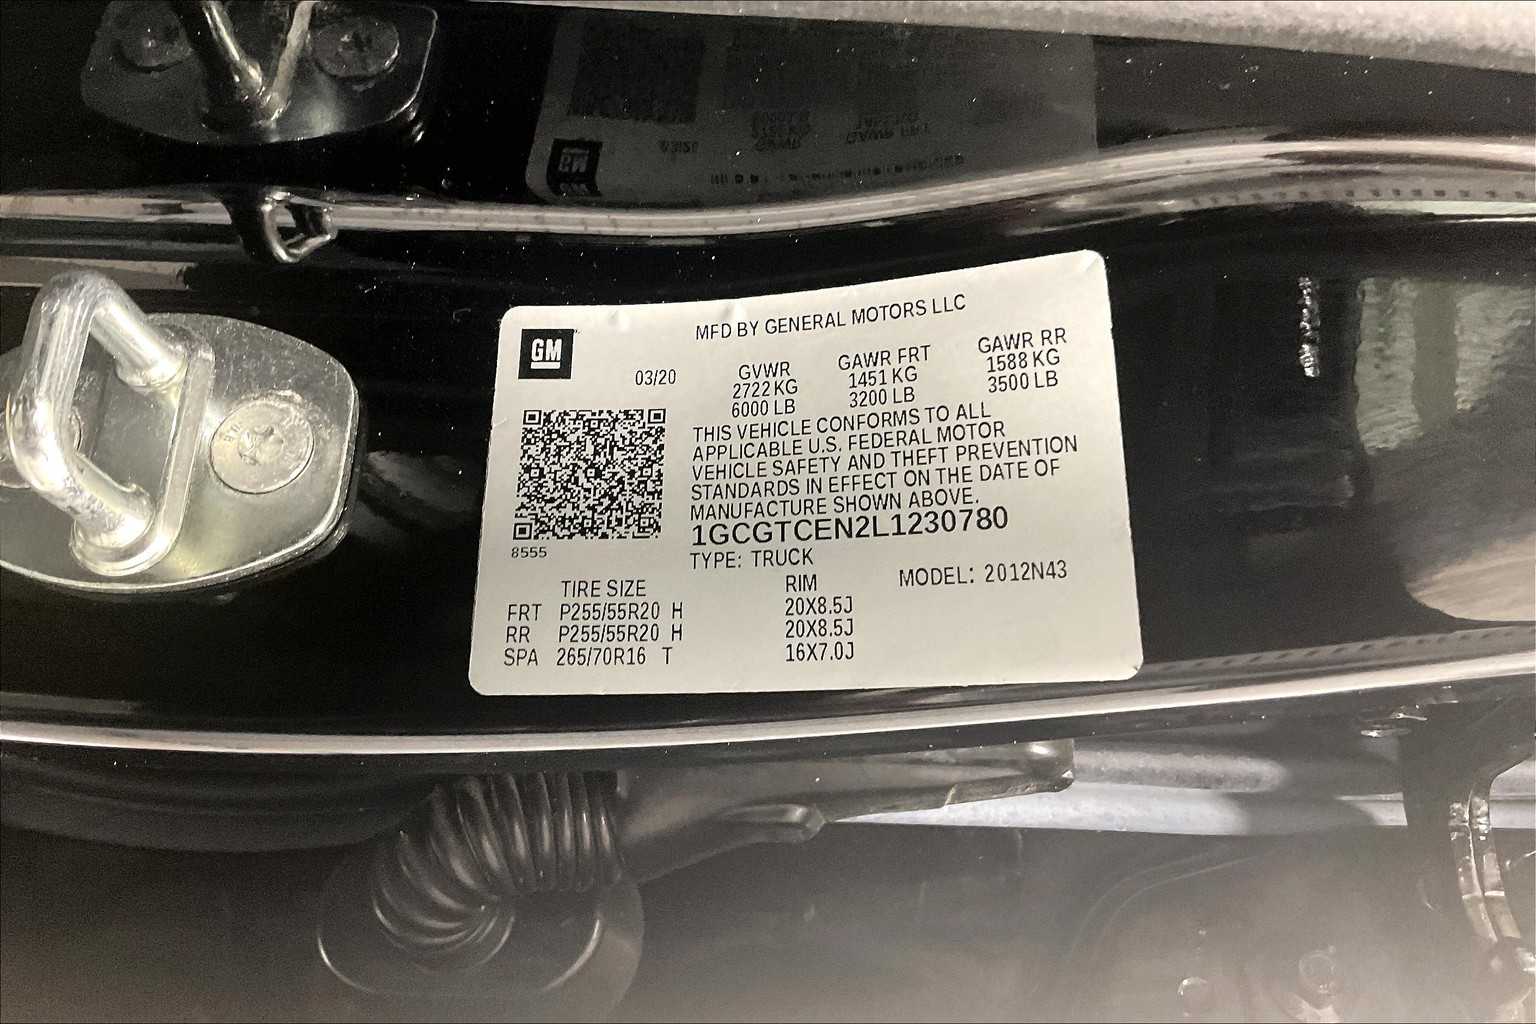 GM
MFD BY GENERAL MOTORS LLC
03/20
GVWR GAWR FRT GAWR RR
2722 KG 1451 KG 1588 KG
6000 LB 3200 LB 3500 LB
THIS VEHICLE CONFORMS TO ALL
APPLICABLE U.S. FEDERAL MOTOR
VEHICLE SAFETY AND THEFT PREVENTION
STANDARDS IN EFFECT ON THE DATE OF
MANUFACTURE SHOWN ABOVE.
1GCGTCEN2L1230780
8555
TYPE: TRUCK
MODEL: 2012N43
TIRE SIZE RIM
FRT P255/55R20 H 20X8.5J
RR P255/55R20 H 20X8.5J
SPA 265/70R16 T 16X7.0J